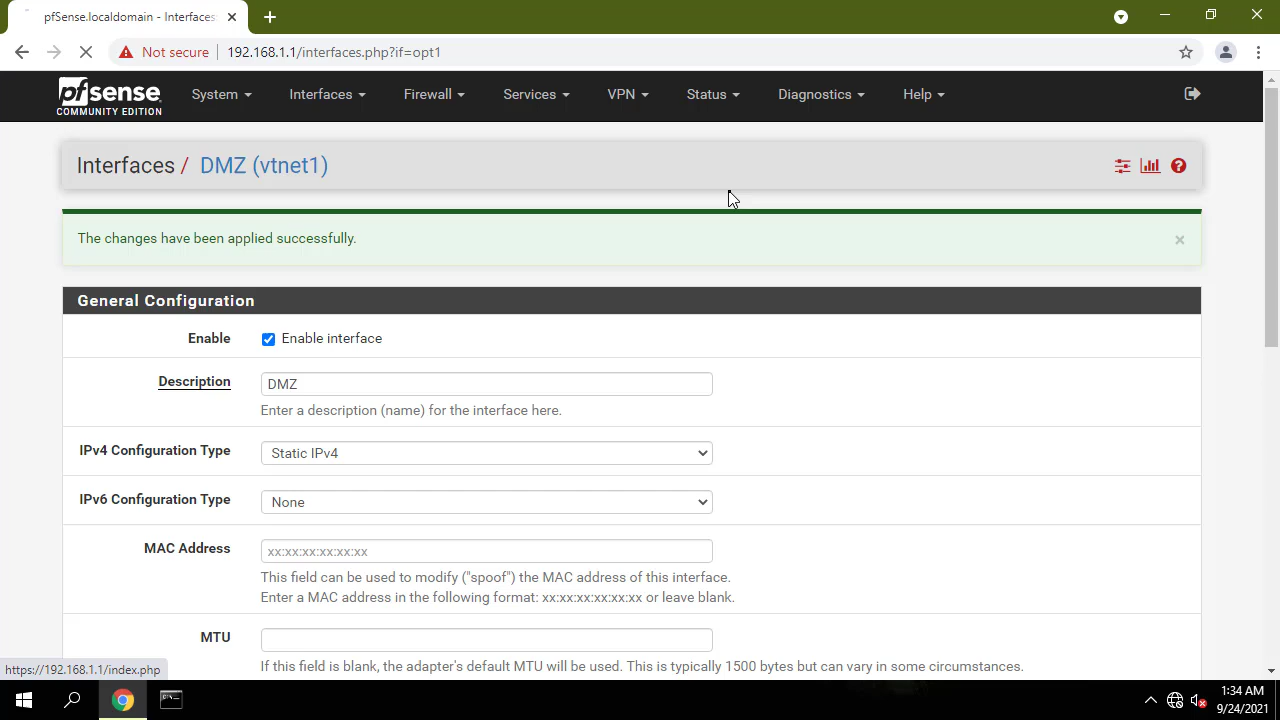 pfSense.localdomain - Interfaces:
Not secure
192.168.1.1/interfaces.php?if=opt1
pfsense
COMMUNITY EDITION
System
Interfaces
Firewall
Services
VPN
Status
Diagnostics
Help
Interfaces / DMZ (vtnet1)
The changes have been applied successfully.
×
General Configuration
Enable
Enable interface
Description
DMZ
Enter a description (name) for the interface here.
IPv4 Configuration Type
Static IPv4
IPv6 Configuration Type
None
MAC Address
xx:xx:xx:xx:xx:xx
This field can be used to modify ("spoof") the MAC address of this interface.
Enter a MAC address in the following format: xx:xx:xx:xx:xx:xx or leave blank.
MTU
If this field is blank, the adapter's default MTU will be used. This is typically 1500 bytes but can vary in some circumstances.
https://192.168.1.1/index.php
1:34 AM
9/24/2021